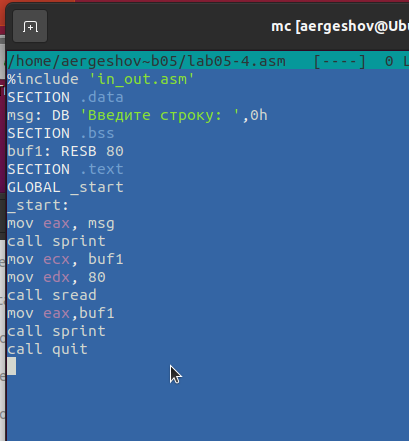 mc [aergeshov@Ubu
/home/aergeshov~b05/lab05-4.asm [----] 0 L
%include 'in_out.asm'
SECTION .data
msg: DB 'Введите строку: ',0h
SECTION .bss
buf1: RESB 80
SECTION .text
GLOBAL _start
_start:
mov eax, msg
call sprint
mov ecx, buf1
mov edx, 80
call sread
mov eax,buf1
call sprint
call quit